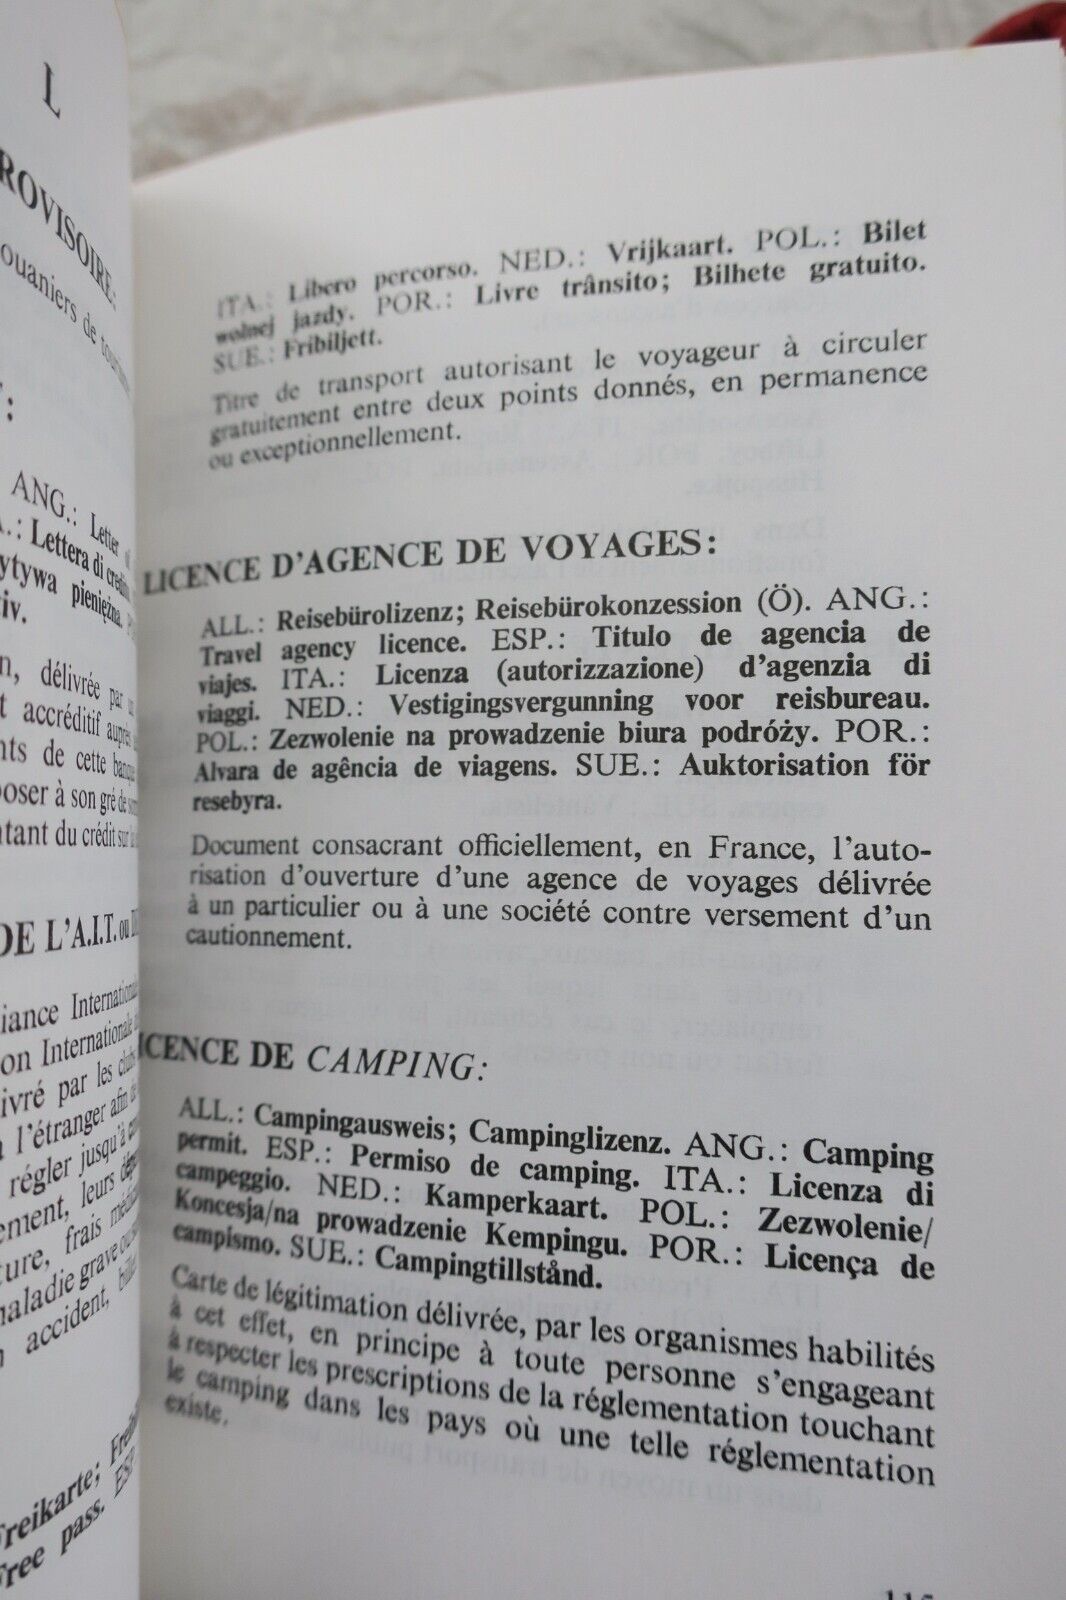 L
ROVISOIRE:
ouaniers de
:
ANG.: Letter of
.: Lettera di
ytywa pieniężna.
iv.
n, délivrée par un
t accréditif auprès
nts de cette banque
poser à son gré de
ntant du crédit sur
DE L'A.I.T. ou
iance Internationale
on Internationale
ivré par les clubs
à l'étranger afin de
régler jusqu'à
ement, leurs
ture, frais
maladie grave ou
n accident,
Freikarte;
Free pass. ESP
ITA.: Libero percorso. NED.: Vrijkaart. POL.: Bilet
wolnej jazdy. POR.: Livre trânsito; Bilhete gratuito.
SUE.: Fribiljett.
Titre de transport autorisant le voyageur à circuler
gratuitement entre deux points donnés, en permanence
ou exceptionnellement.
LICENCE D'AGENCE DE VOYAGES:
ALL.: Reisebürolizenz; Reisebürokonzession (Ö). ANG.:
Travel agency licence. ESP.: Titulo de agencia de
viajes. ITA.: Licenza (autorizzazione) d'agenzia di
viaggi. NED.: Vestigingsvergunning voor reisbureau.
POL.: Zezwolenie na prowadzenie biura podróży. POR.:
Alvara de agência de viagens. SUE.: Auktorisation för
resebyra.
Document consacrant officiellement, en France, l'auto-
risation d'ouverture d'une agence de voyages délivrée
à un particulier ou à une société contre versement d'un
cautionnement.
ICENCE DE CAMPING:
ALL.: Campingausweis; Campinglizenz. ANG.: Camping
permit. ESP.: Permiso de camping. ITA.: Licenza di
campeggio. NED.: Kamperkaart. POL.: Zezwolenie/
Koncesja/na prowadzenie Kempingu. POR.: Licença de
campismo. SUE.: Campingtillstånd.
Carte de légitimation délivrée, par les organismes habilités
à cet effet, en principe à toute personne s'engageant
à respecter les prescriptions de la réglementation touchant
le camping dans les pays où une telle réglementation
existe.